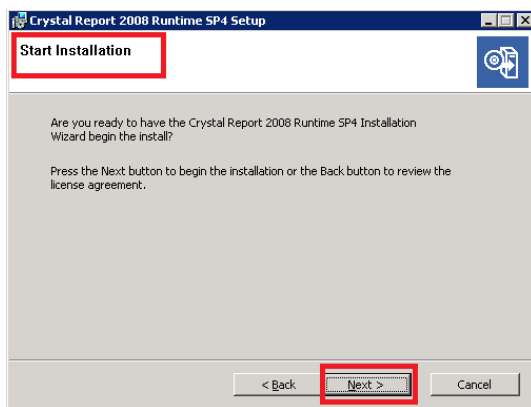 Crystal Report 2008 Runtime SP4 Setup
Start Installation
Are you ready to have the Crystal Report 2008 Runtime SP4 Installation
Wizard begin the install?
Press the Next button to begin the installation or the Back button to review the
license agreement.
< Back Next > Cancel